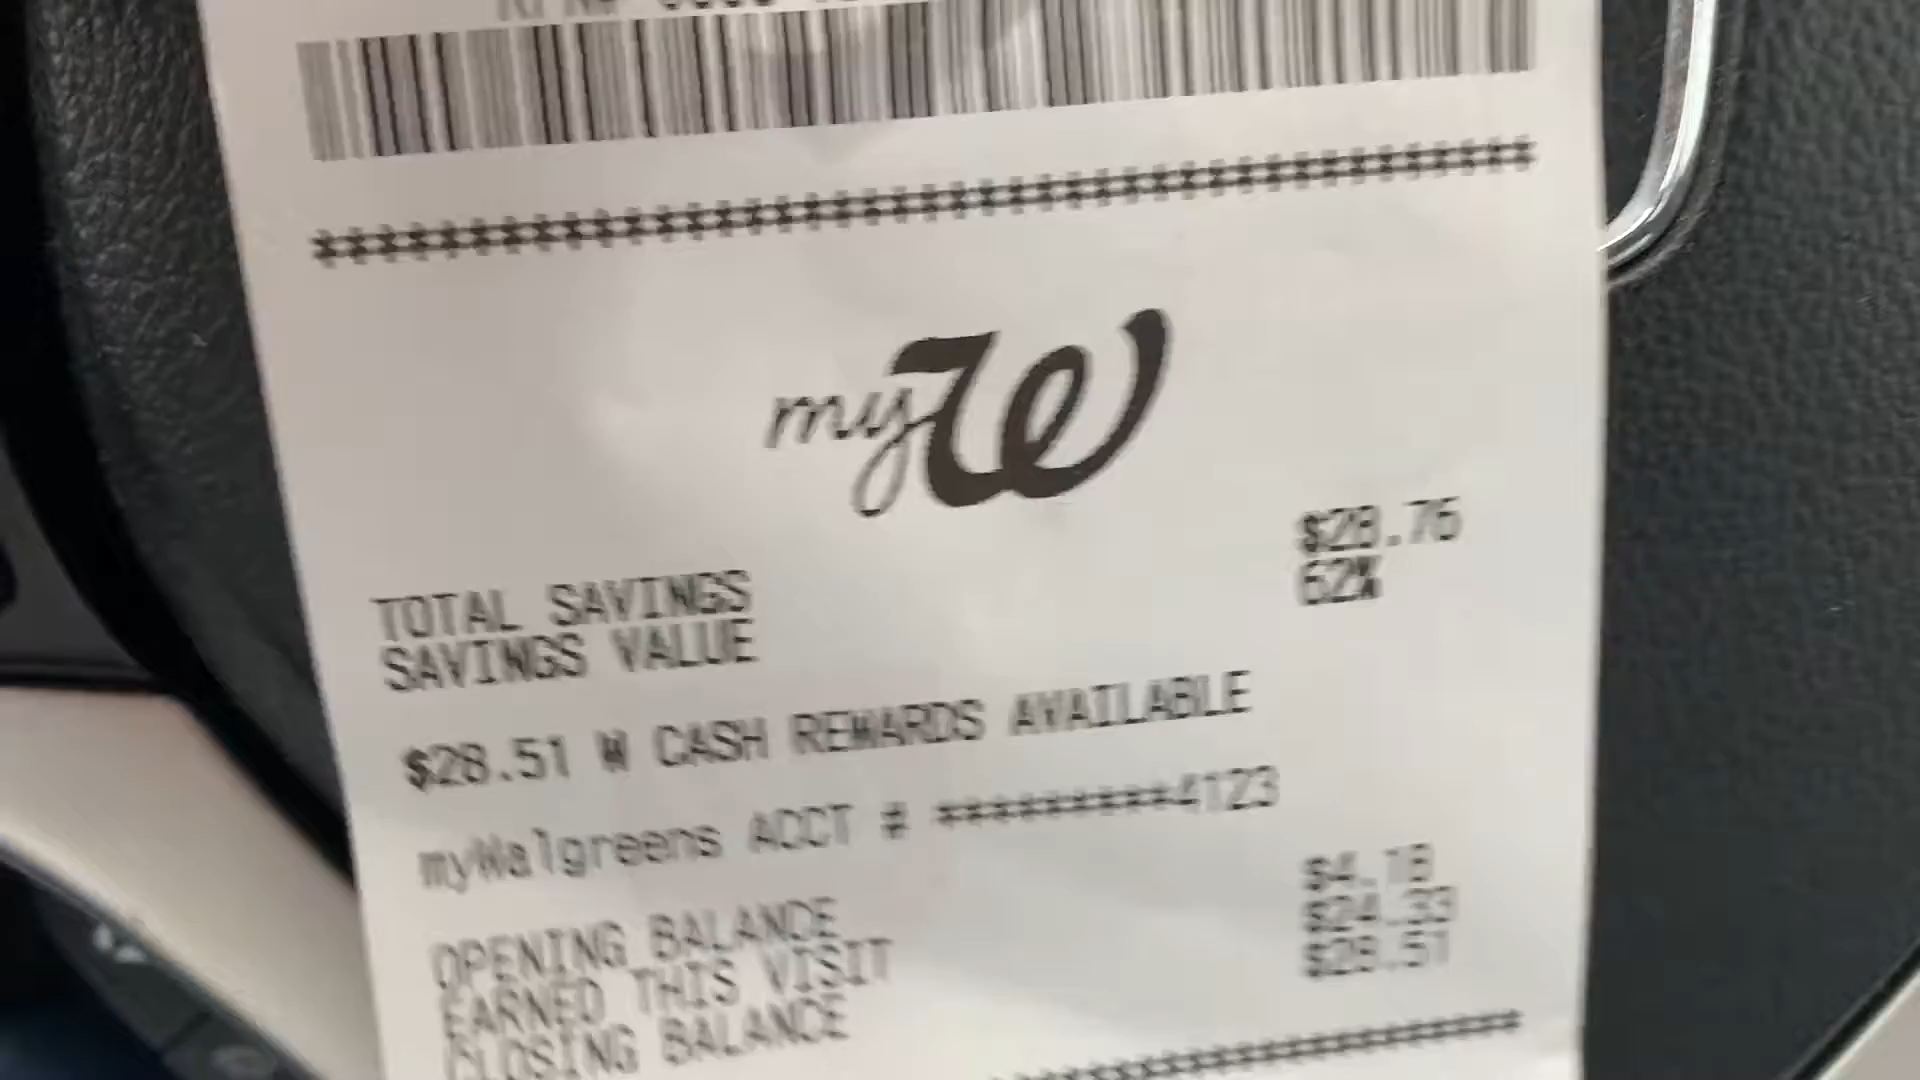 my W
TOTAL SAVINGS $28.76
SAVINGS VALUE 62%
$28.51 W CASH REWARDS AVAILABLE
myWalgreens ACCT # *********4123
OPENING BALANCE $4.18
EARNED THIS VISIT $24.33
CLOSING BALANCE $28.51